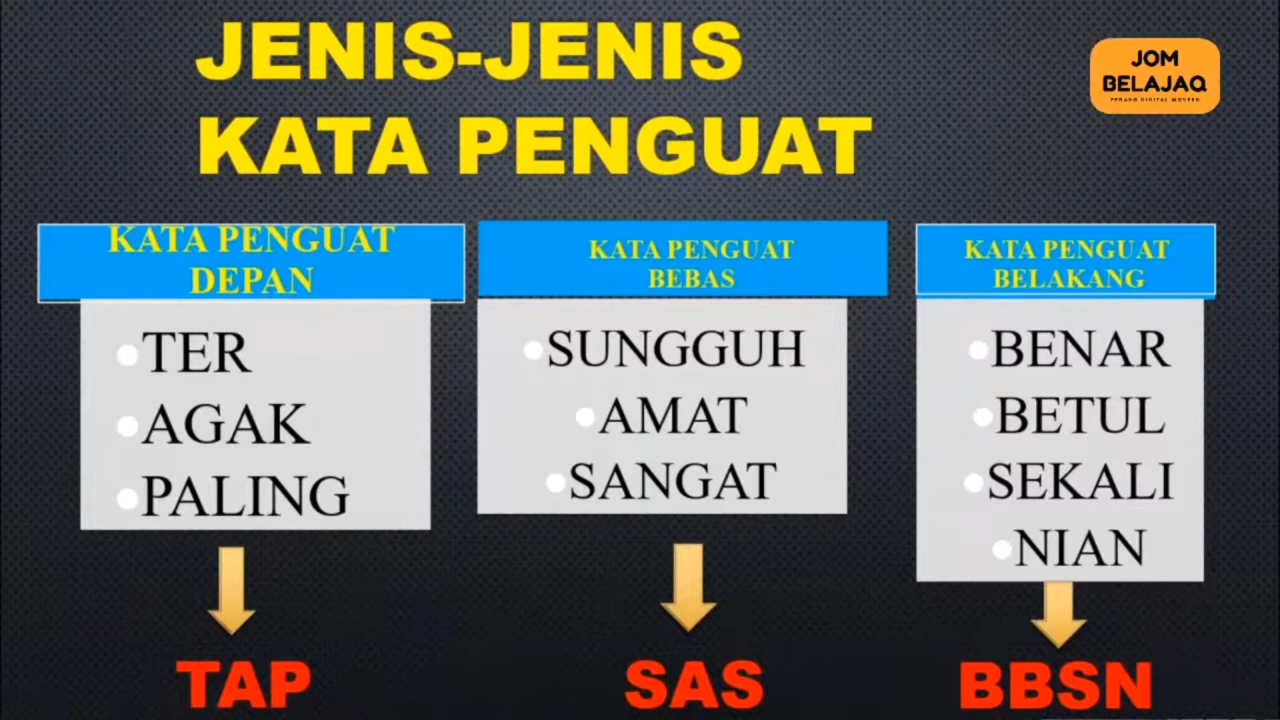 JENIS-JENIS
KATA PENGUAT
JOM
BELAJAQ
KATA PENGUAT
DEPAN
• TER
• AGAK
• PALING
TAP
KATA PENGUAT
BEBAS
• SUNGGUH
• AMAT
• SANGAT
SAS
KATA PENGUAT
BELAKANG
• BENAR
• BETUL
• SEKALI
• NIAN
BBSN